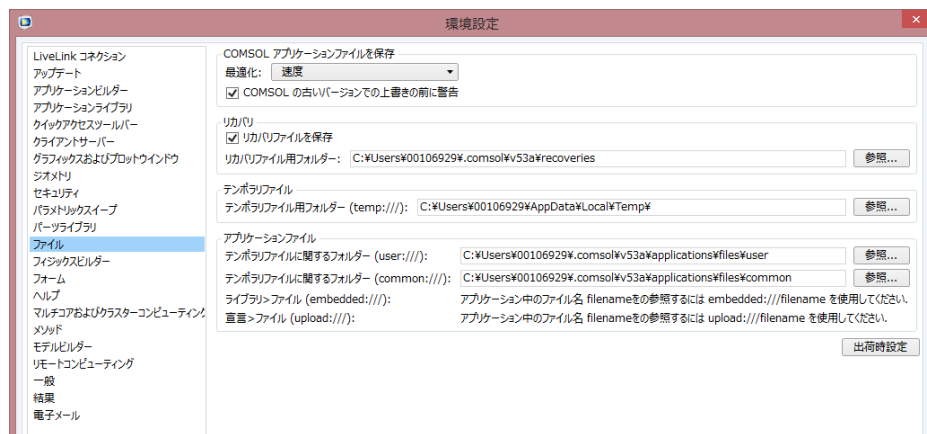 環境設定
LiveLink コネクション
アップデート
アプリケーションビルダー
アプリケーションライブラリ
クイックアクセスツールバー
クライアントサーバー
グラフィックスおよびプロットウインドウ
ジオメトリ
セキュリティ
パラメトリックスイープ
パーツライブラリ
ファイル
フィジックスビルダー
フォーム
ヘルプ
マルチコアおよびクラスターコンピューティング
メソッド
モデルビルダー
リモートコンピューティング
一般
結果
電子メール
COMSOL アプリケーションファイルを保存
最適化: 速度
COMSOL の古いバージョンでの上書きの前に警告
リカバリ
リカバリファイルを保存
リカバリファイル用フォルダー: C:¥Users¥00106929¥.comsol¥v53a¥recoveries 参照...
テンポラリファイル
テンポラリファイル用フォルダー (temp:///): C:¥Users¥00106929¥AppData¥Local¥Temp¥ 参照...
アプリケーションファイル
テンポラリファイルに関するフォルダー (user:///): C:¥Users¥00106929¥.comsol¥v53a¥applications¥files¥user 参照...
テンポラリファイルに関するフォルダー (common:///): C:¥Users¥00106929¥.comsol¥v53a¥applications¥files¥common 参照...
ライブラリ>ファイル (embedded:///): アプリケーション中のファイル名 filenameをの参照するには embedded:///filename を使用してください.
宣言>ファイル (upload:///): アプリケーション中のファイル名 filenameをの参照するには upload:///filename を使用してください.
出荷時設定